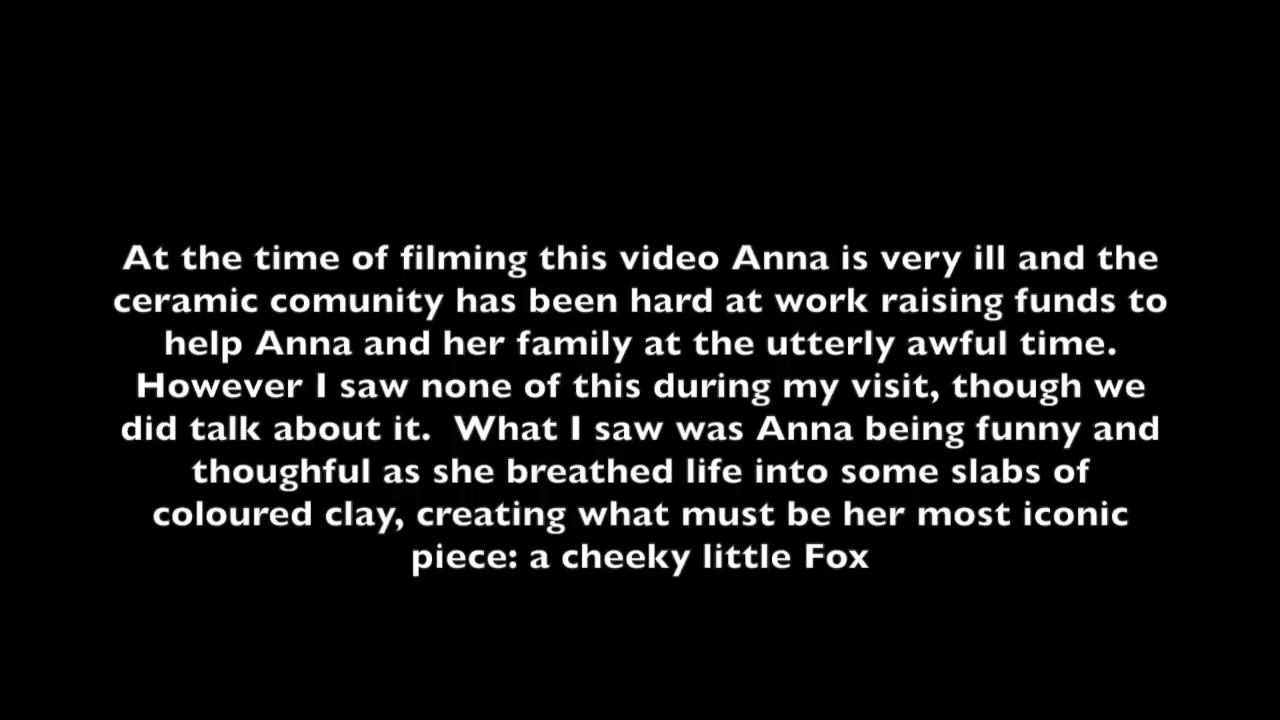 At the time of filming this video Anna is very ill and the
ceramic comunity has been hard at work raising funds to
help Anna and her family at the utterly awful time.
However I saw none of this during my visit, though we
did talk about it.  What I saw was Anna being funny and
thoughful as she breathed life into some slabs of
coloured clay, creating what must be her most iconic
piece: a cheeky little Fox